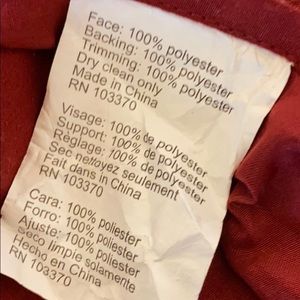 Face: 100% polyester
Backing: 100% polyester
Trimming: 100% polyester
Dry clean only
Made in China
RN 103370
Visage: 100% de polyester
Support: 100% de polyester
Réglage: 100% de polyester
Sec nettoyez seulement
Fait dans en China
RN 103370
Cara: 100% poliester
Forro: 100% poliester
Ajuste: 100% poliester
Seco limpie solamente
Hecho en China
RN 103370